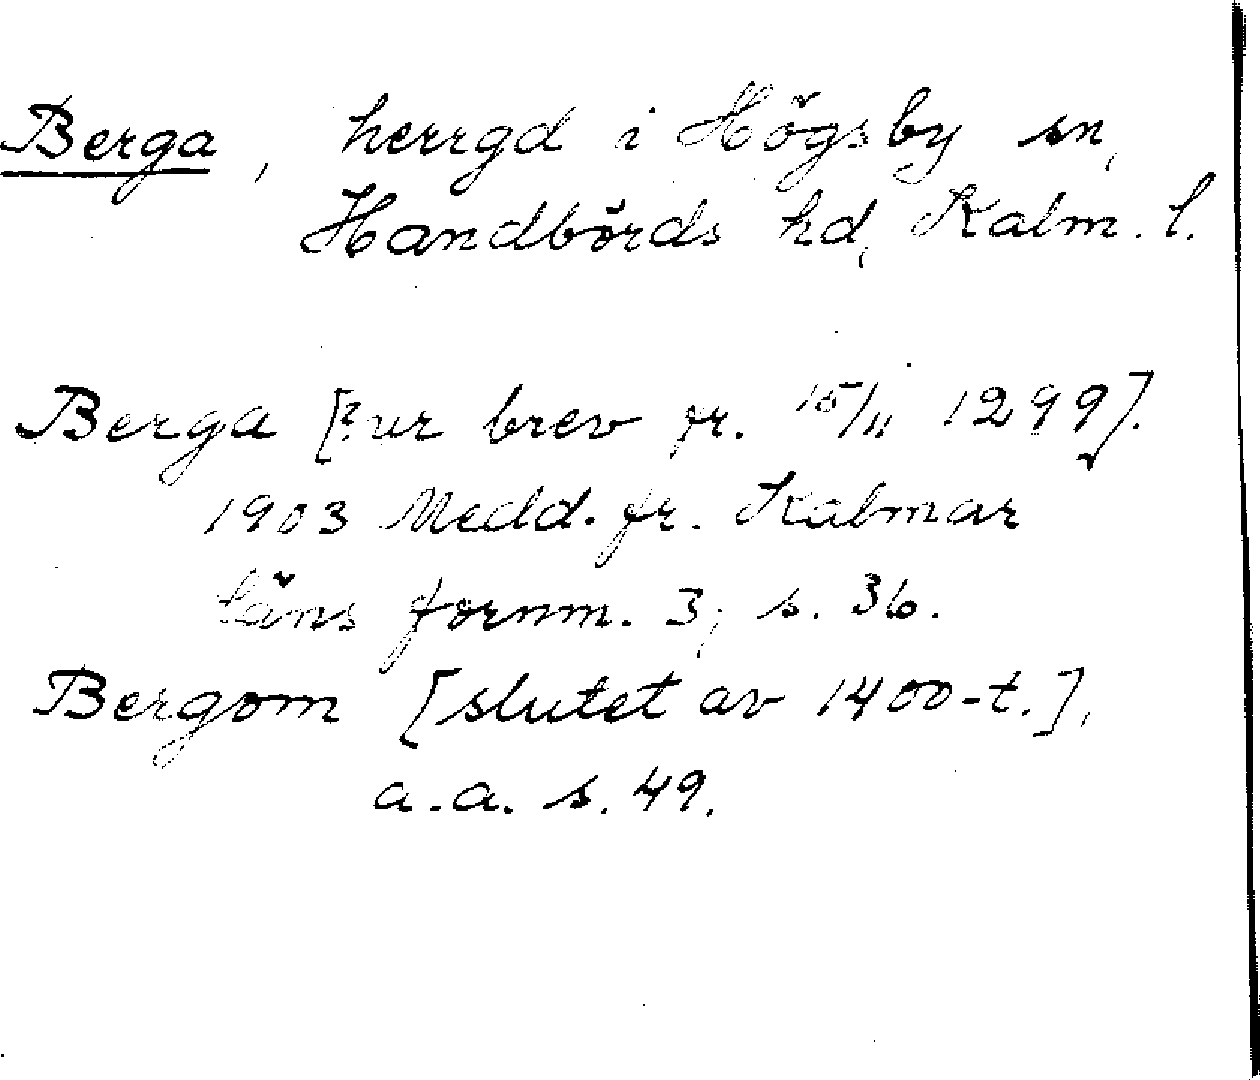 Berga, herrgd i Högsby sn,
Handbörds hd, Kalm. l.
Berga [? ur brev fr. 15/11 1299].
1903 Medd. fr. Kalmar
läns fornm. 3, s. 36.
Bergom [slutet av 1400-t.],
a.a. s. 49.